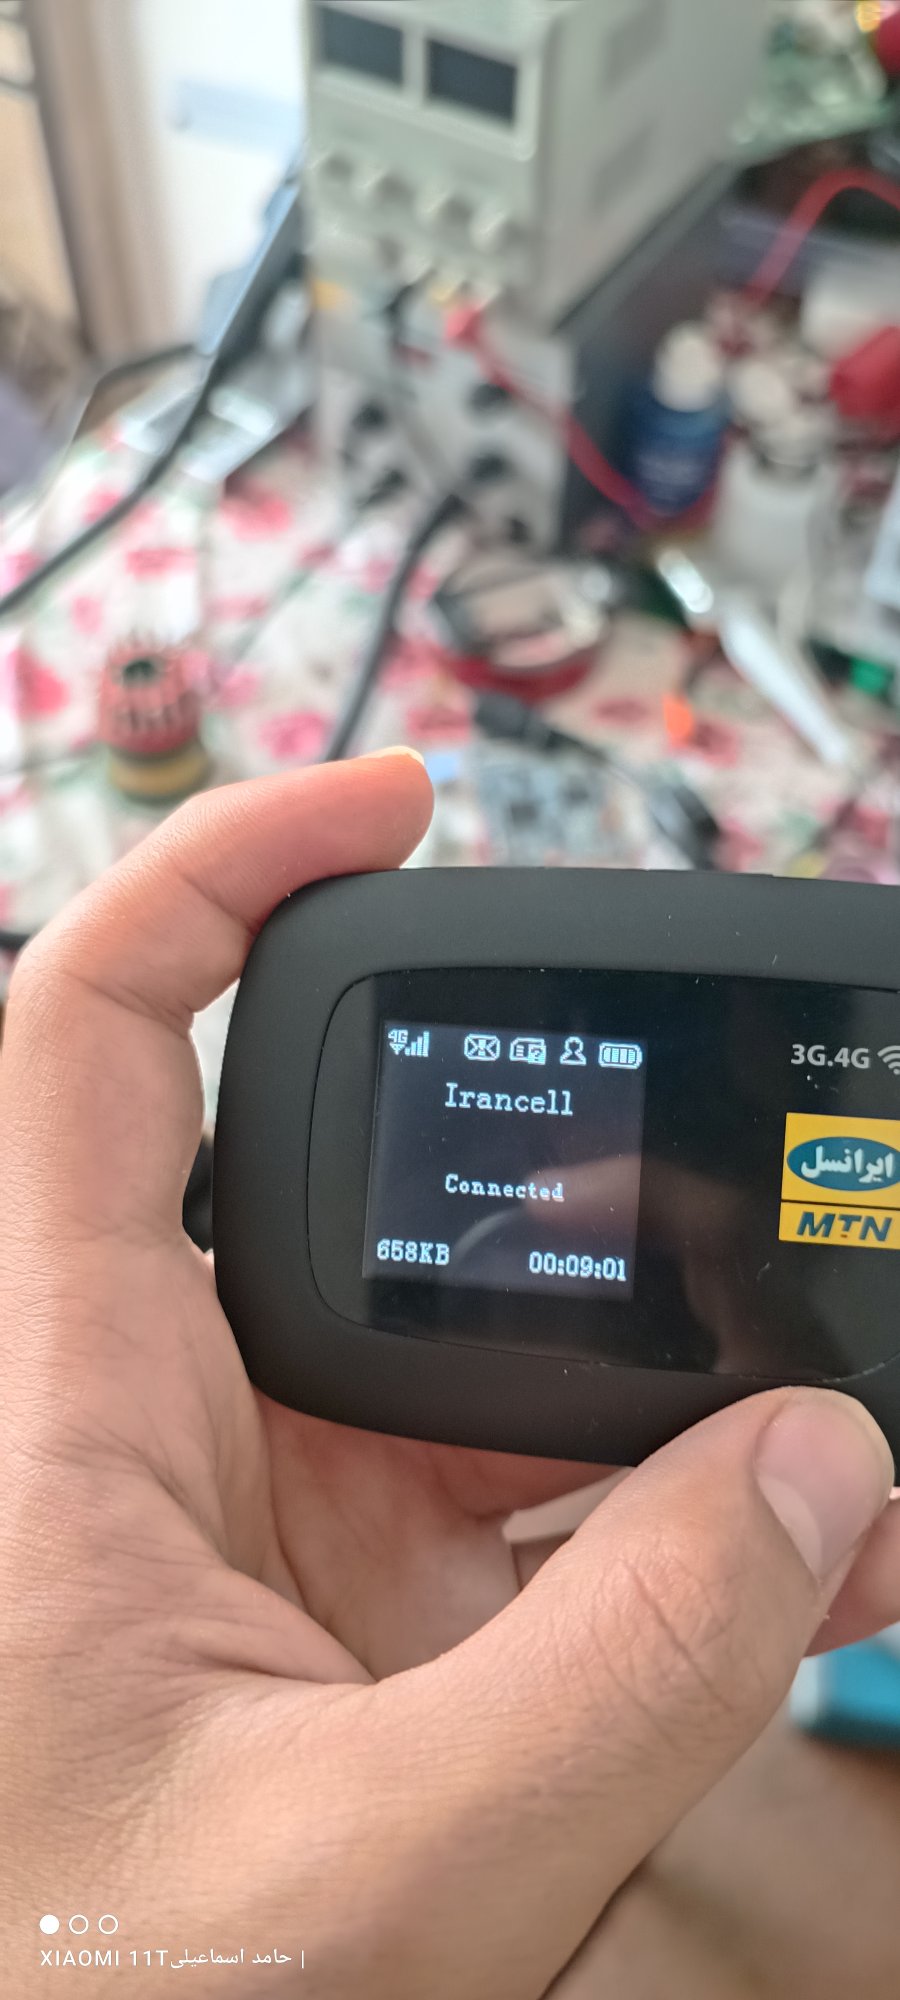 4G
Irancell
Connected
658KB 00:09:01
3G.4G
ایرانسل
MTN
XIAOMI 11T حامد اسماعیلی |